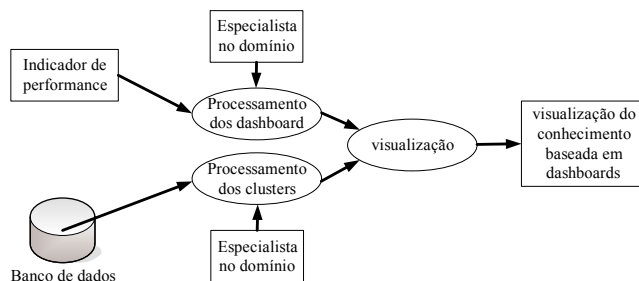 Especialista
no domínio
Indicador de
performance
Processamento
dos dashboard
visualização
visualização do
conhecimento
baseada em
dashboards
Processamento
dos clusters
Especialista
no domínio
Banco de dados